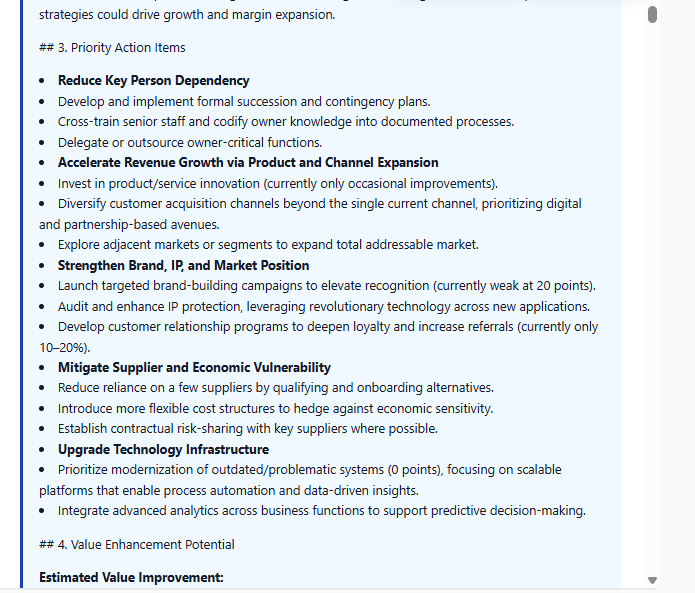 strategies could drive growth and margin expansion.
## 3. Priority Action Items
• Reduce Key Person Dependency
• Develop and implement formal succession and contingency plans.
• Cross-train senior staff and codify owner knowledge into documented processes.
• Delegate or outsource owner-critical functions.
• Accelerate Revenue Growth via Product and Channel Expansion
• Invest in product/service innovation (currently only occasional improvements).
• Diversify customer acquisition channels beyond the single current channel, prioritizing digital
and partnership-based avenues.
• Explore adjacent markets or segments to expand total addressable market.
• Strengthen Brand, IP, and Market Position
• Launch targeted brand-building campaigns to elevate recognition (currently weak at 20 points).
• Audit and enhance IP protection, leveraging revolutionary technology across new applications.
• Develop customer relationship programs to deepen loyalty and increase referrals (currently only
10–20%).
• Mitigate Supplier and Economic Vulnerability
• Reduce reliance on a few suppliers by qualifying and onboarding alternatives.
• Introduce more flexible cost structures to hedge against economic sensitivity.
• Establish contractual risk-sharing with key suppliers where possible.
• Upgrade Technology Infrastructure
• Prioritize modernization of outdated/problematic systems (0 points), focusing on scalable
platforms that enable process automation and data-driven insights.
• Integrate advanced analytics across business functions to support predictive decision-making.
## 4. Value Enhancement Potential
Estimated Value Improvement: